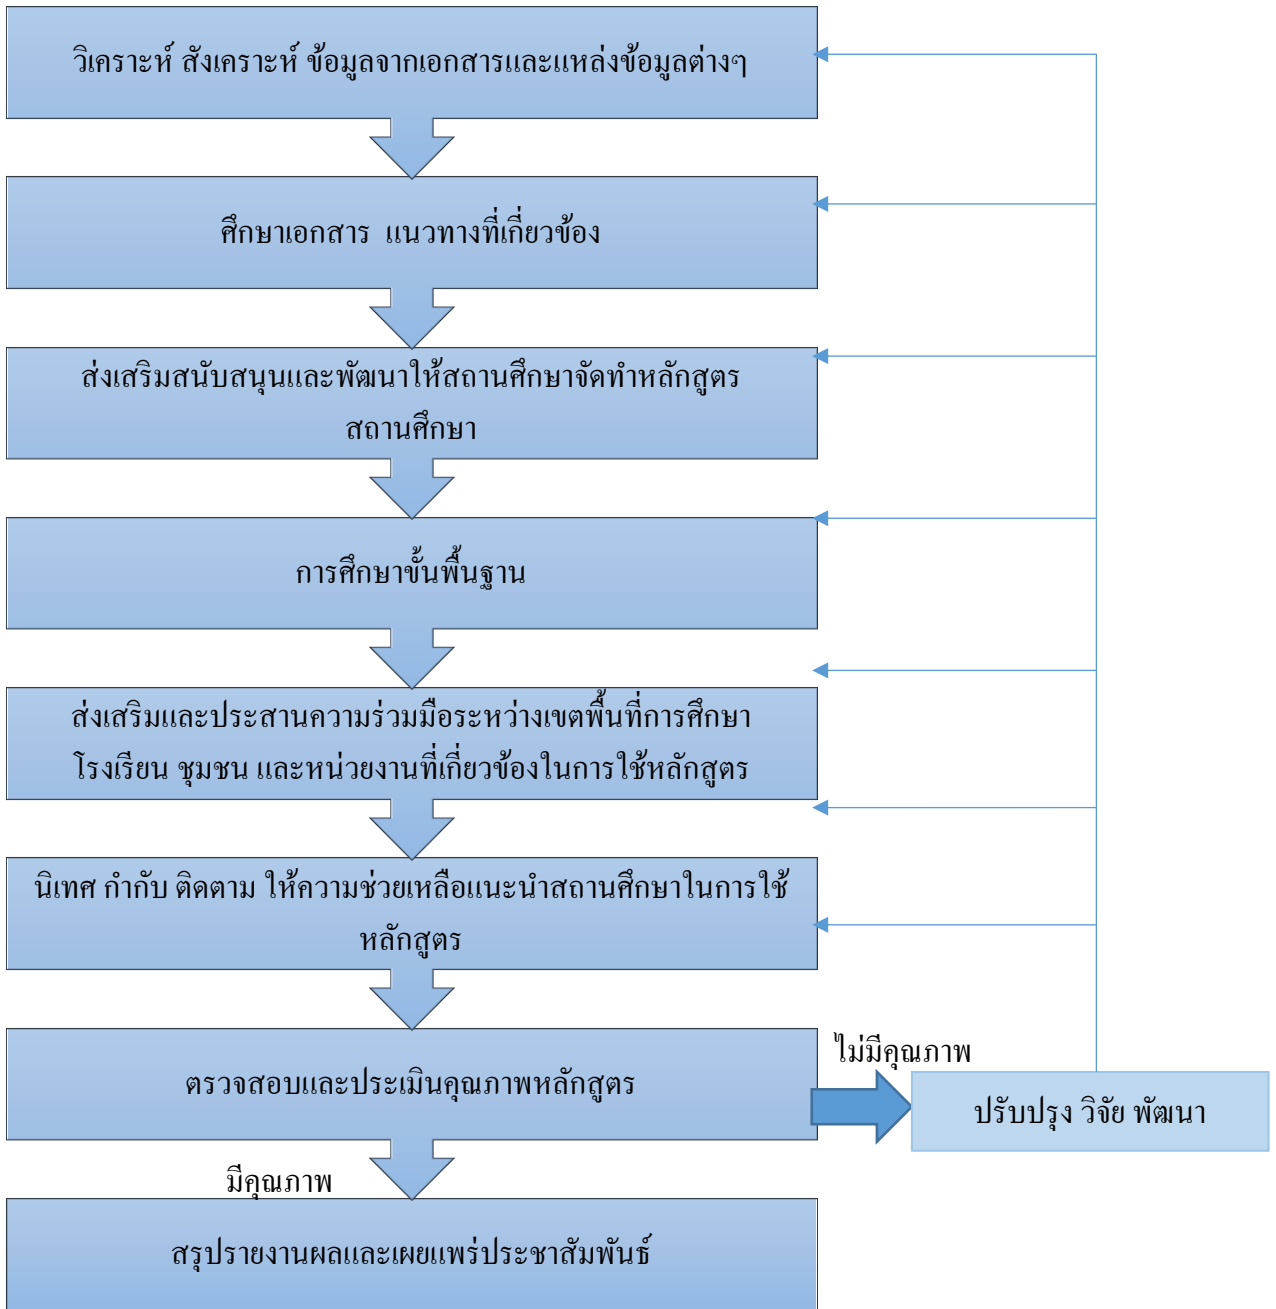 วิเคราะห์ สังเคราะห์ ข้อมูลจากเอกสารและแหล่งข้อมูลต่างๆ
ศึกษาเอกสาร แนวทางที่เกี่ยวข้อง
ส่งเสริมสนับสนุนและพัฒนาให้สถานศึกษาจัดทำหลักสูตร
สถานศึกษา
การศึกษาขั้นพื้นฐาน
ส่งเสริมและประสานความร่วมมือระหว่างเขตพื้นที่การศึกษา
โรงเรียน ชุมชน และหน่วยงานที่เกี่ยวข้องในการใช้หลักสูตร
นิเทศ กำกับ ติดตาม ให้ความช่วยเหลือแนะนำสถานศึกษาในการใช้
หลักสูตร
ไม่มีคุณภาพ
ตรวจสอบและประเมินคุณภาพหลักสูตร
ปรับปรุง วิจัย พัฒนา
มีคุณภาพ
สรุปรายงานผลและเผยแพร่ประชาสัมพันธ์